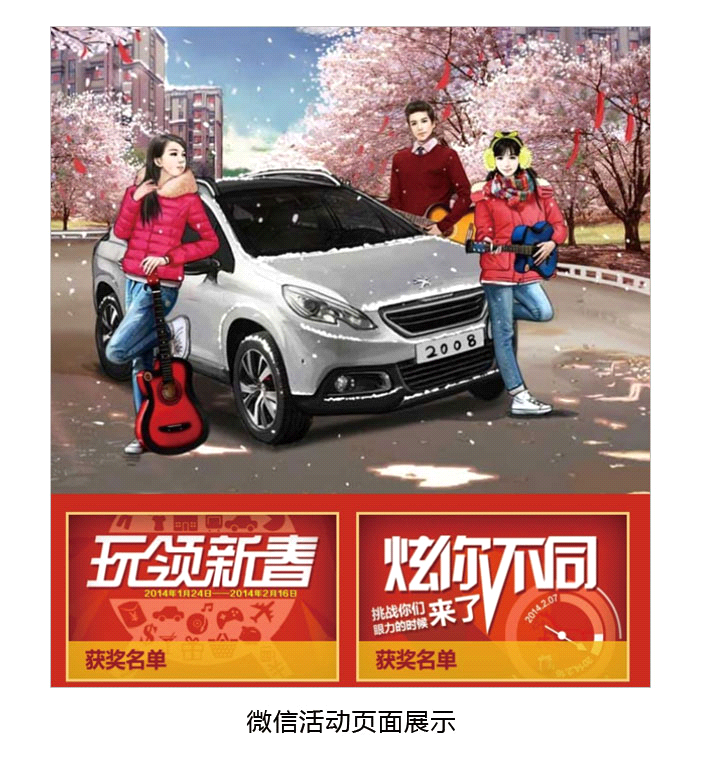 2008
玩领新春
2014年1月24日——2014年2月16日
获奖名单
炫你不同
挑战你们
眼力的时候
来了
2014.2.07
获奖名单
微信活动页面展示